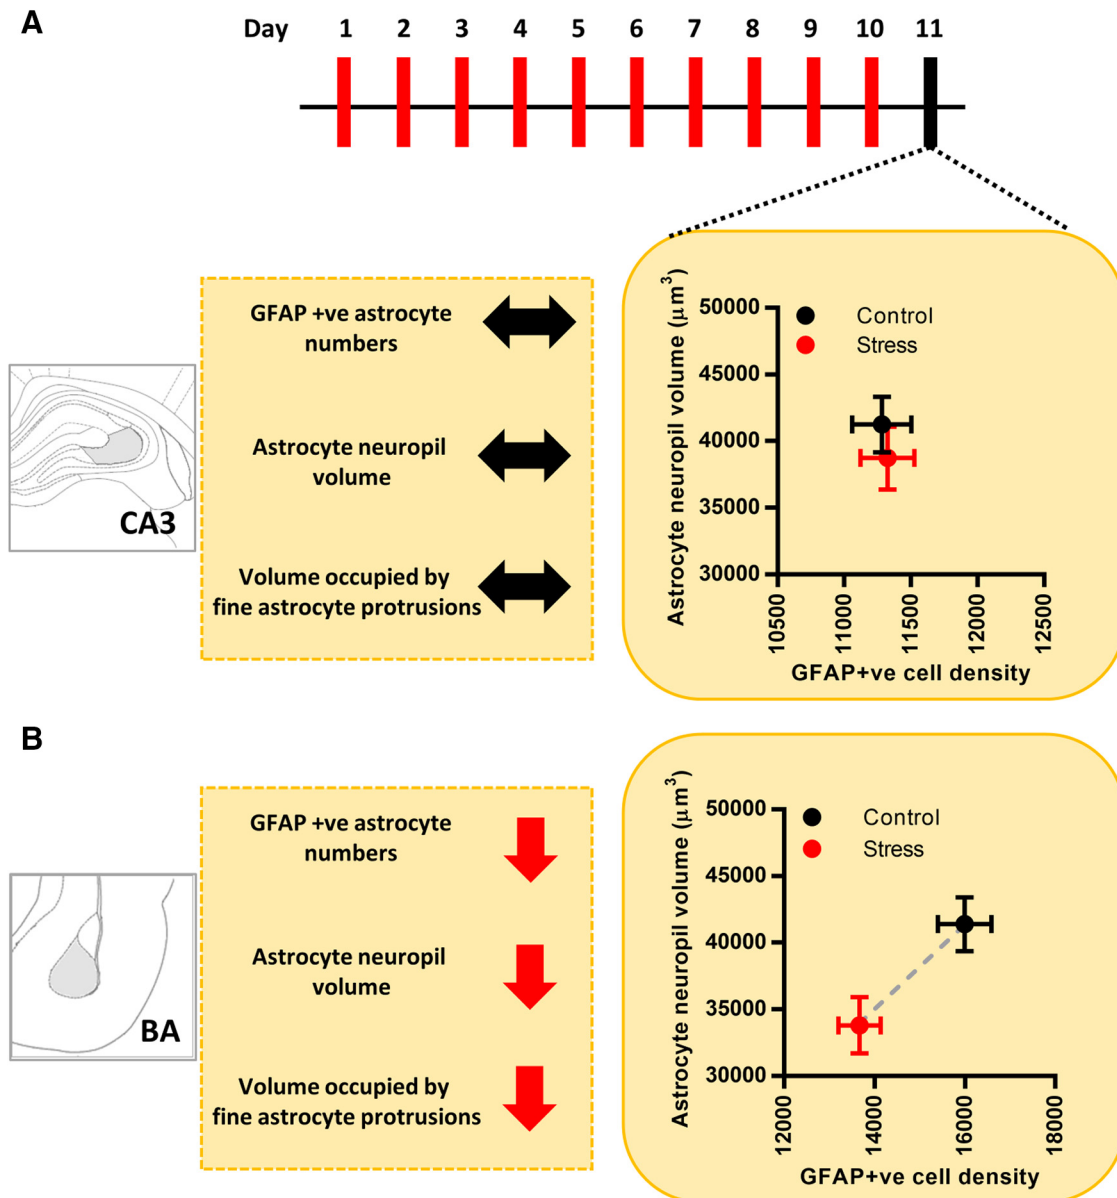 A
Day 1 2 3 4 5 6 7 8 9 10 11
GFAP +ve astrocyte
numbers
Astrocyte neuropil
volume
Volume occupied by
fine astrocyte protrusions
CA3
Astrocyte neuropil volume (μm³)
50000
45000
40000
35000
30000
Control
Stress
10500 11000 11500 12000 12500
GFAP+ve cell density
B
GFAP +ve astrocyte
numbers
Astrocyte neuropil
volume
Volume occupied by
fine astrocyte protrusions
BA
Astrocyte neuropil volume (μm³)
50000
45000
40000
35000
30000
Control
Stress
12000 14000 16000 18000
GFAP+ve cell density